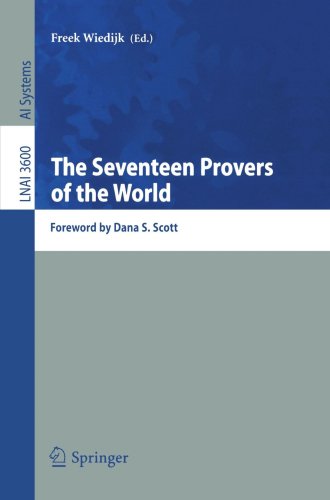 Freek Wiedijk (Ed.)
LNAI 3600 AI Systems
The Seventeen Provers
of the World
Foreword by Dana S. Scott
Springer